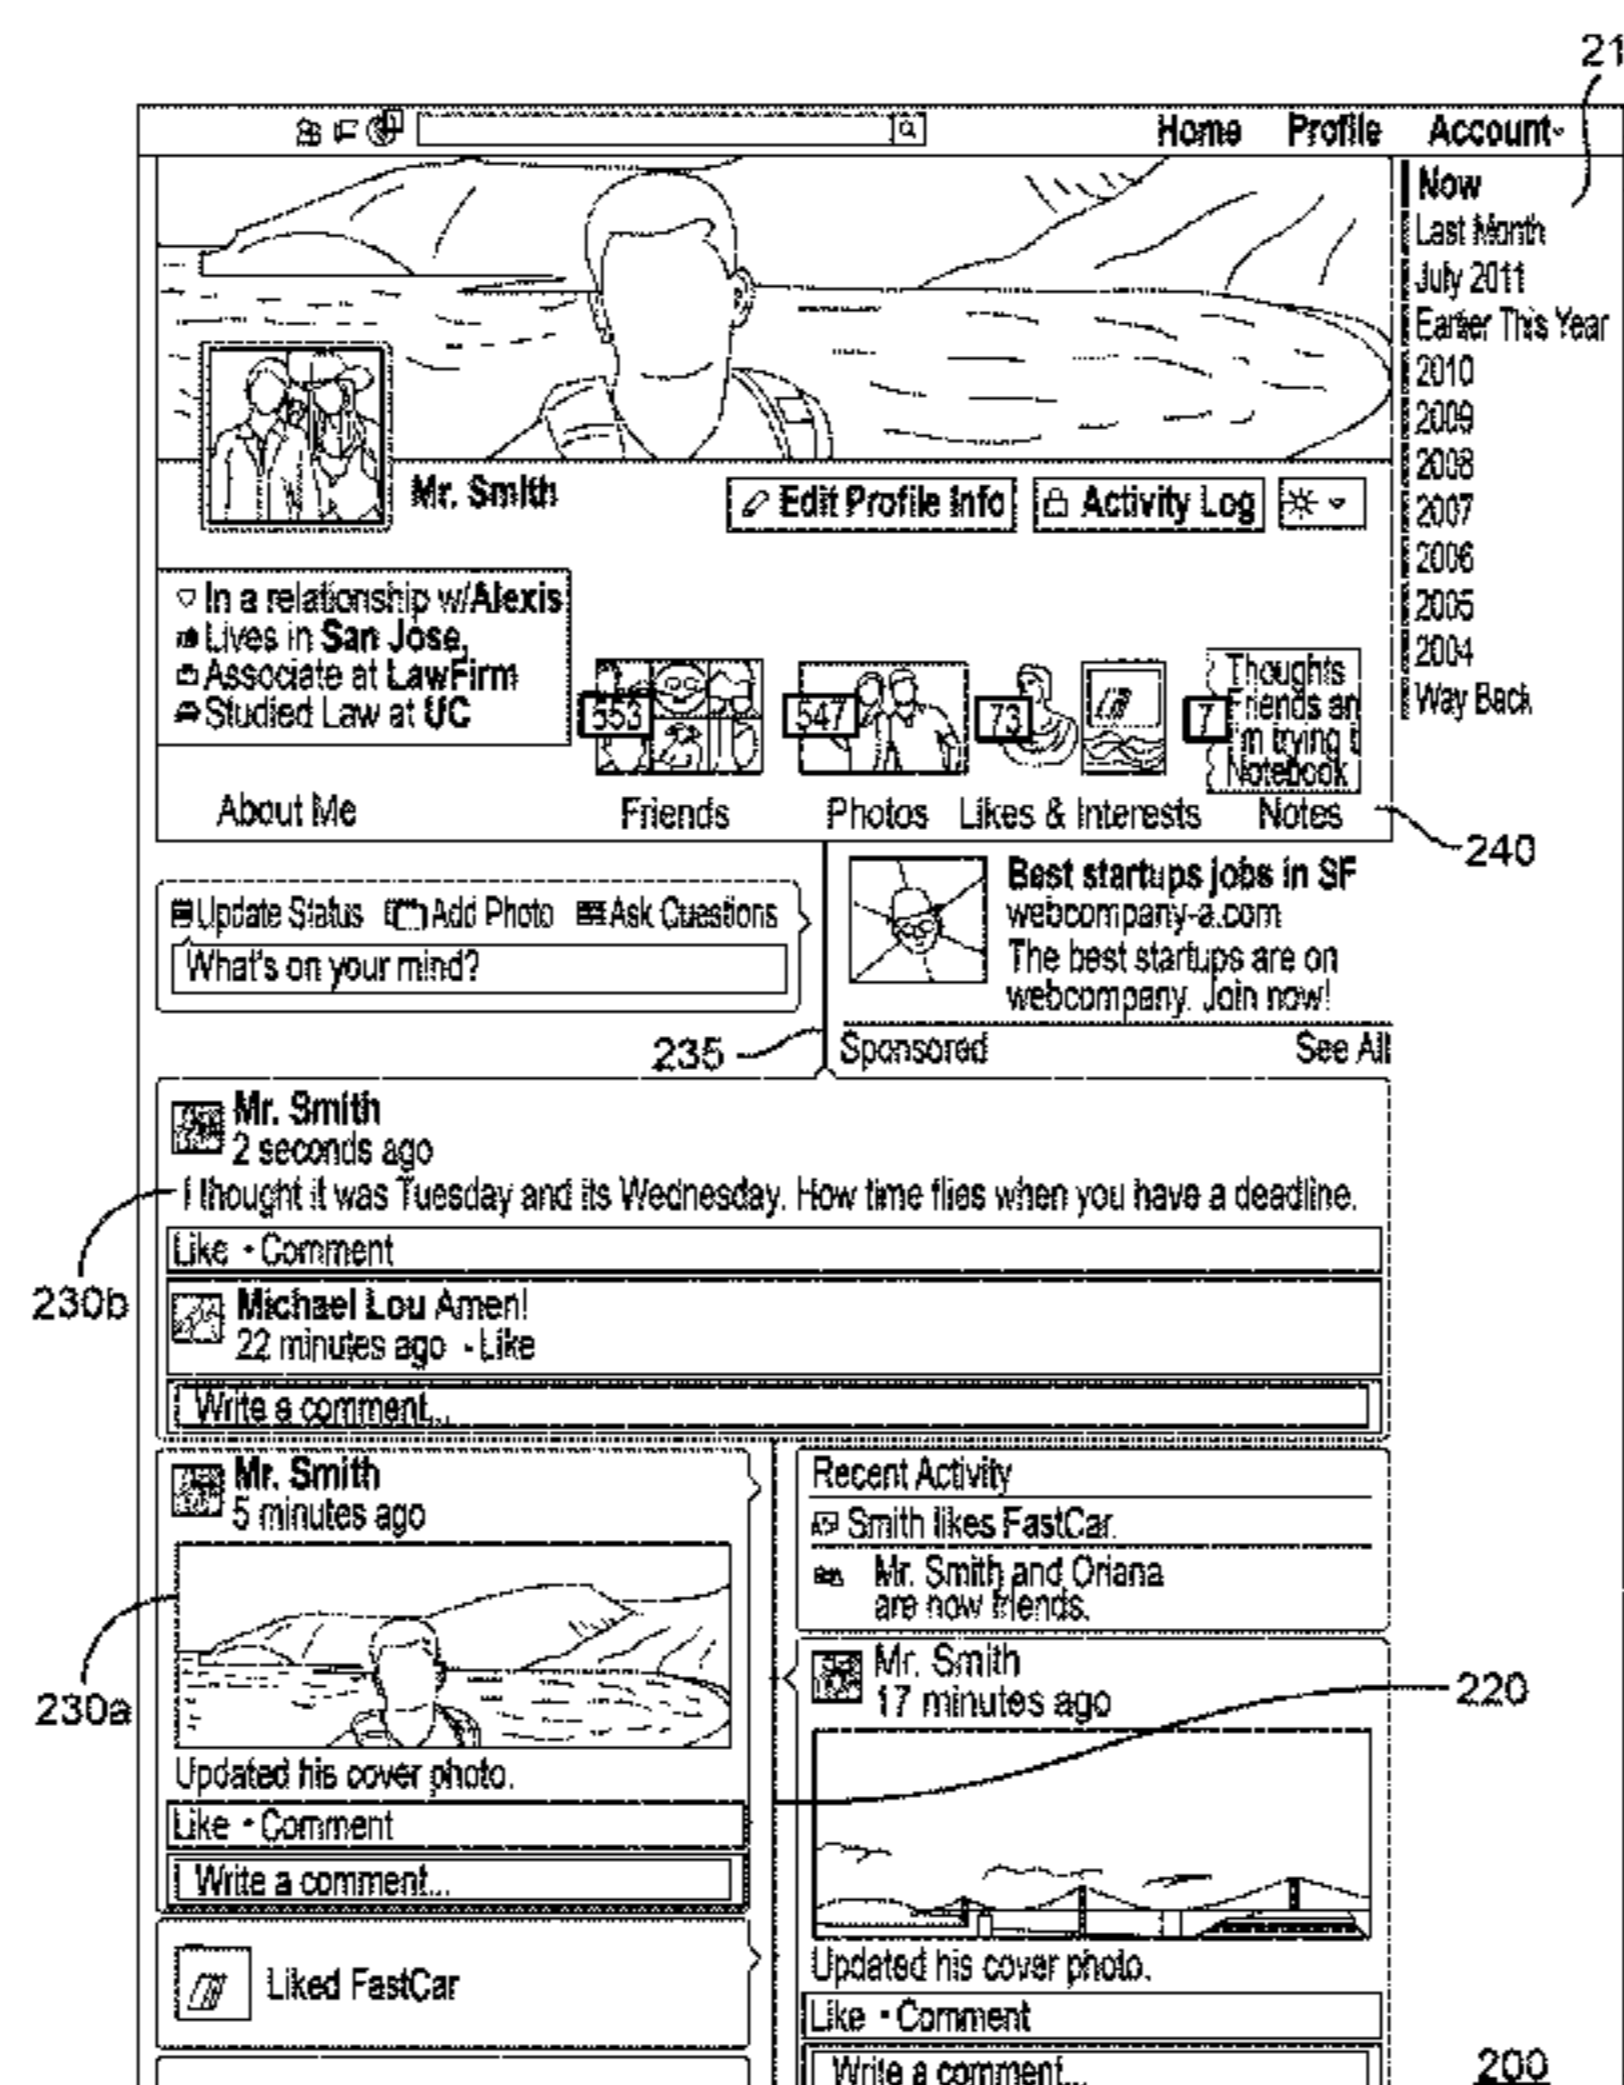 21
Home Profile Account
Now
Last Month
July 2011
Earlier This Year
2010
2009
2008
2007
2006
2005
2004
Way Back
Mr. Smith
Edit Profile Info
Activity Log
In a relationship w/Alexis
Lives in San Jose,
Associate at LawFirm
Studied Law at UC
553
547
73
7
Thoughts
Friends an
I'm trying
Notebook
About Me Friends Photos Likes & Interests Notes
240
Update Status Add Photo Ask Questions
What's on your mind?
Best startups jobs in SF
webcompany-a.com
The best startups are on
webcompany. Join now!
235
Sponsored See All
Mr. Smith
2 seconds ago
I thought it was Tuesday and its Wednesday. How time flies when you have a deadline.
Like • Comment
230b
Michael Lou Amen!
22 minutes ago • Like
Write a comment...
Mr. Smith
5 minutes ago
230a
Updated his cover photo.
Like • Comment
Write a comment...
Liked FastCar
Recent Activity
Smith likes FastCar.
Mr. Smith and Oriana
are now friends.
Mr. Smith
17 minutes ago
220
Updated his cover photo.
Like • Comment
Write a comment...
200